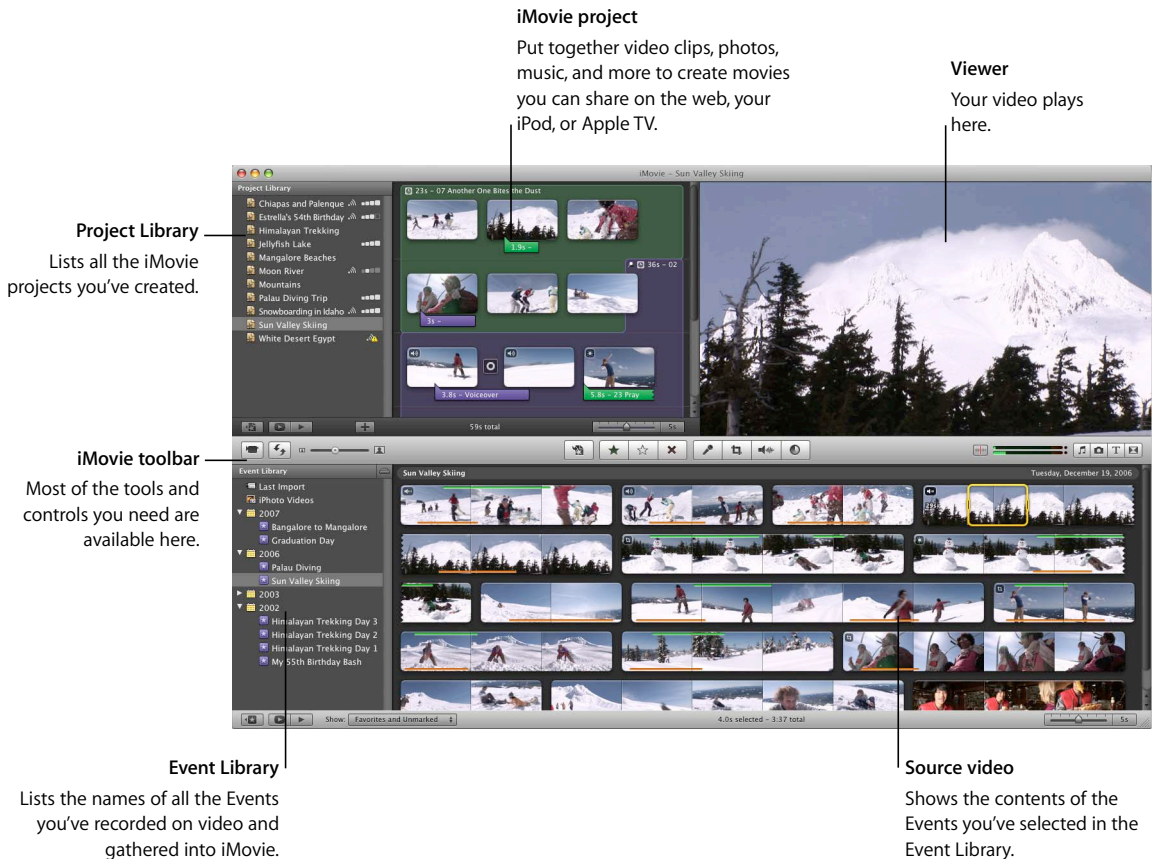 iMovie project
Put together video clips, photos,
music, and more to create movies
you can share on the web, your
iPod, or Apple TV.
Viewer
Your video plays
here.
Project Library
Lists all the iMovie
projects you've created.
iMovie toolbar
Most of the tools and
controls you need are
available here.
iMovie – Sun Valley Skiing
Project Library
Chiapas and Palenque
Estrella's 54th Birthday
Himalayan Trekking
Jellyfish Lake
Mangalore Beaches
Moon River
Mountains
Palau Diving Trip
Snowboarding in Idaho
Sun Valley Skiing
White Desert Egypt
23s – 07 Another One Bites the Dust
1.9s –
36s – 02
3s –
3.8s – Voiceover
5.8s – 23 Pray
59s total
5s
Event Library
Last Import
iPhoto Videos
2007
Bangalore to Mangalore
Graduation Day
2006
Palau Diving
Sun Valley Skiing
2003
2002
Himalayan Trekking Day 3
Himalayan Trekking Day 2
Himalayan Trekking Day 1
My 55th Birthday Bash
Sun Valley Skiing
Tuesday, December 19, 2006
29s
Show: Favorites and Unmarked
4.0s selected – 3:37 total
5s
Event Library
Lists the names of all the Events
you've recorded on video and
gathered into iMovie.
Source video
Shows the contents of the
Events you've selected in the
Event Library.